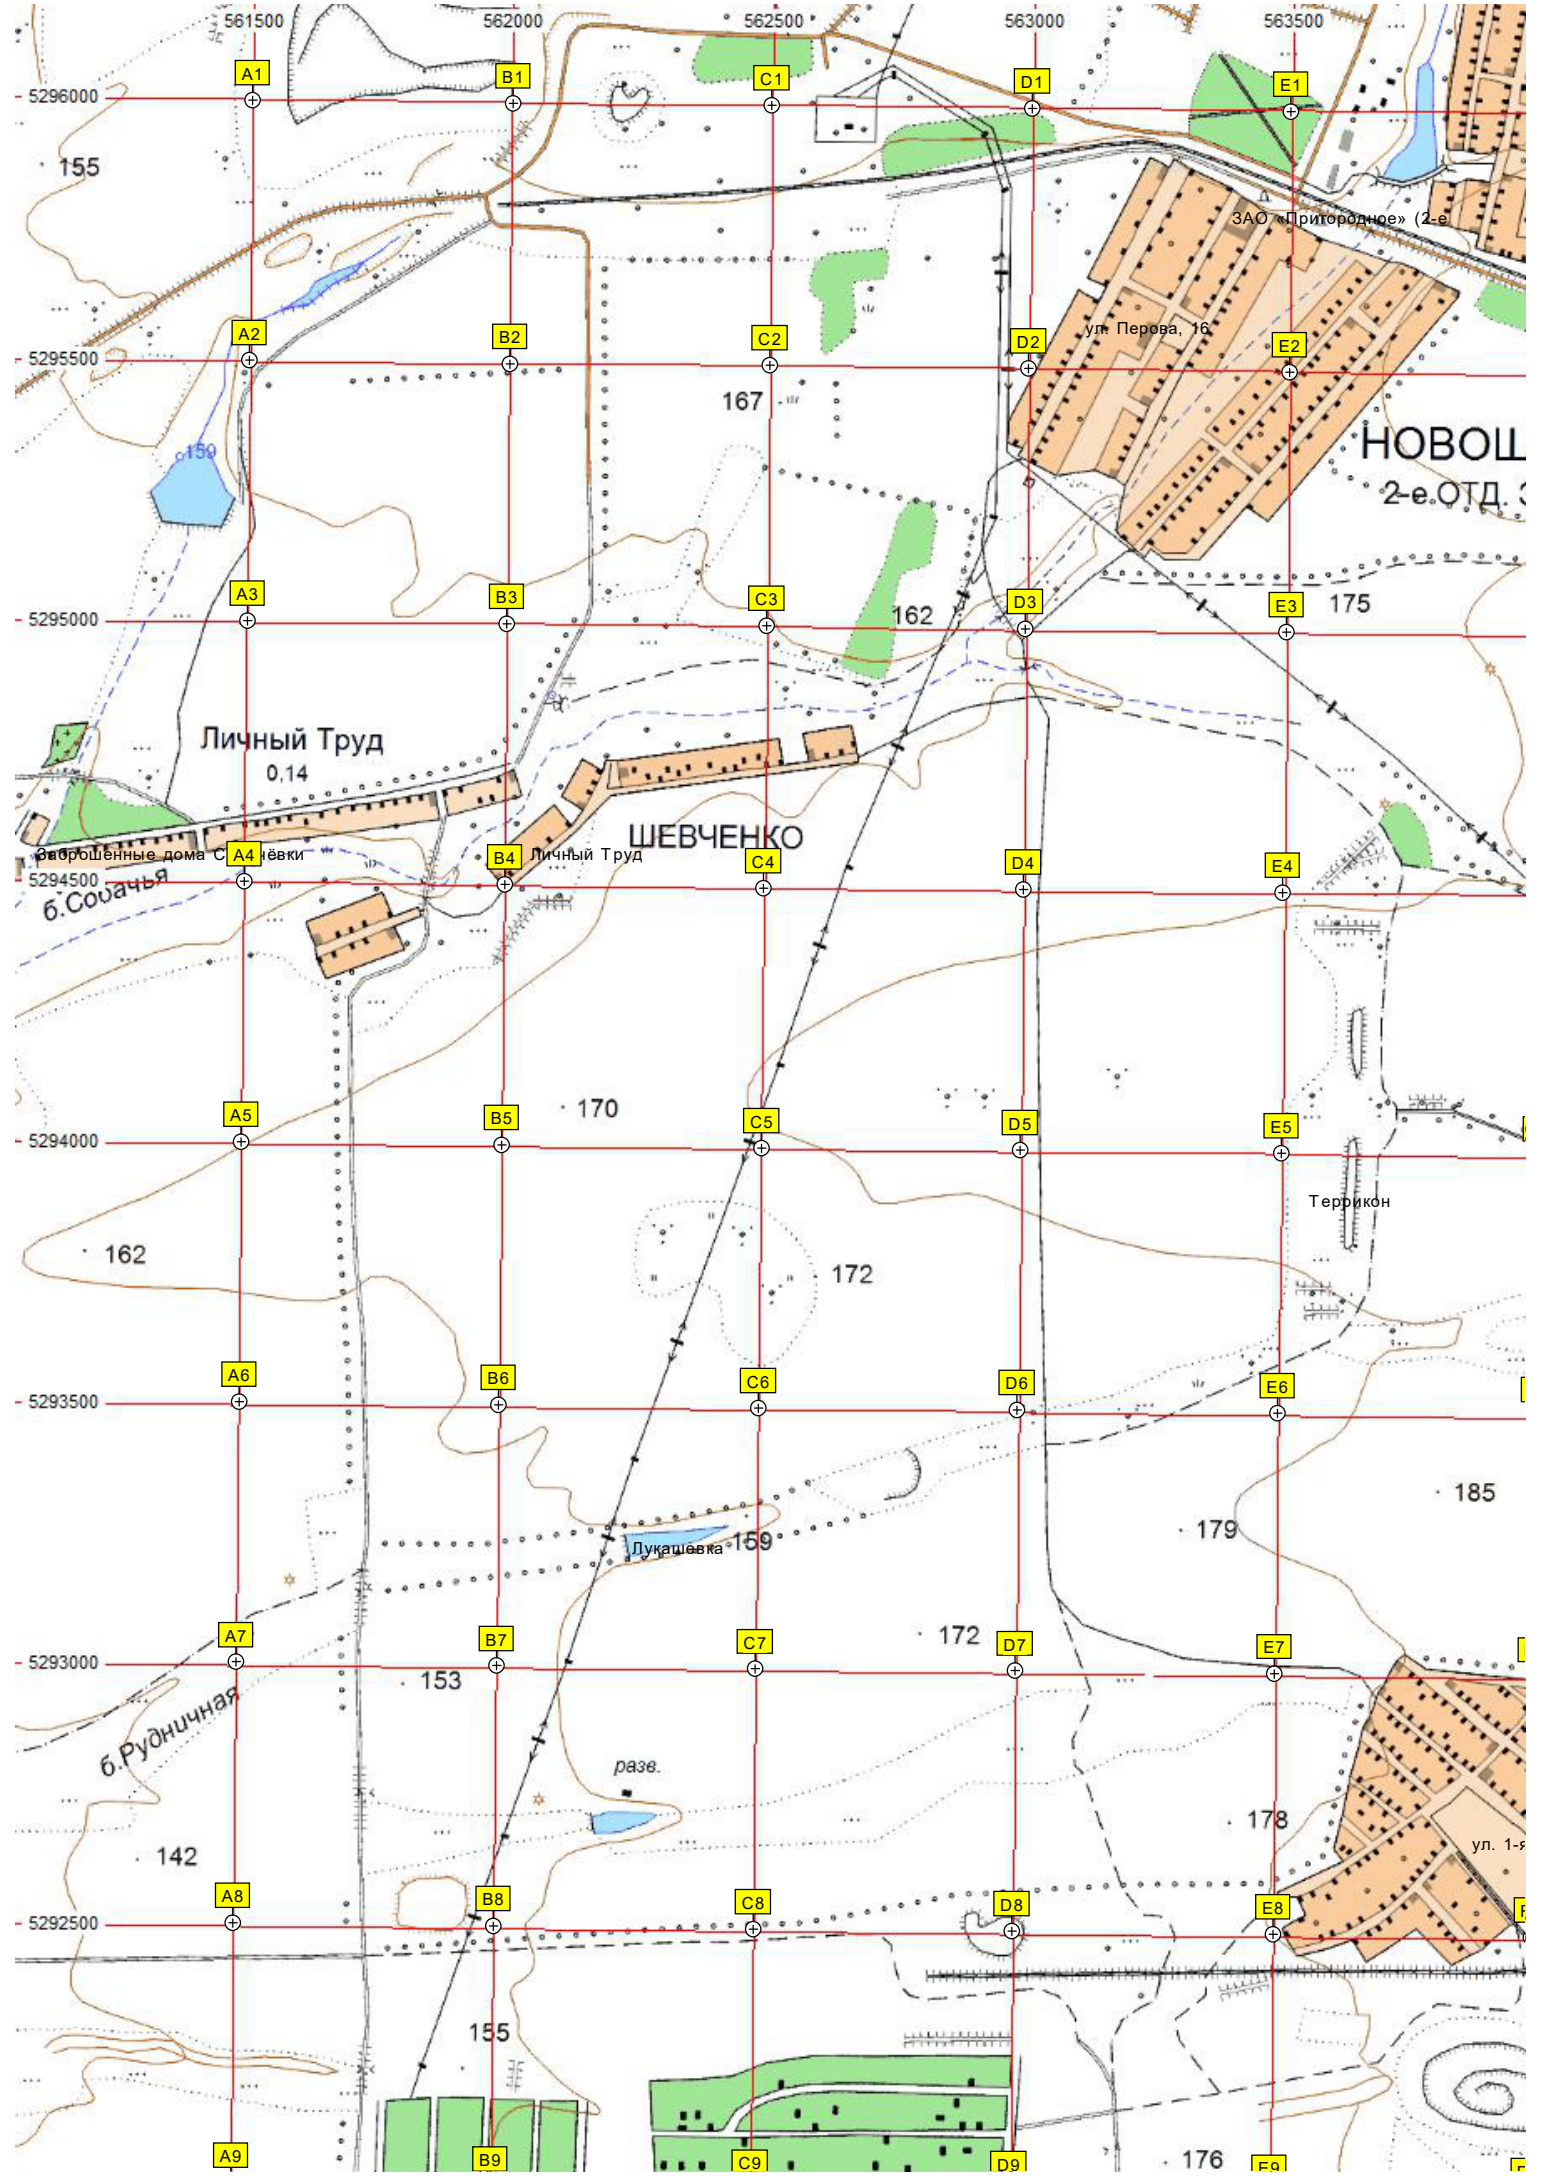 561500 562000 562500 563000 563500
A1 B1 C1 D1 E1
5296000
155
ЗАО «Пригородное» (2-е
ул. Перова, 16
A2 B2 C2 D2 E2
5295500
167
НОВОШ
159
2-е.ОТД.
A3 B3 C3 D3 E3
5295000
162
175
Личный Труд
0,14
ШЕВЧЕНКО
Личный Труд
A4 B4 C4 D4 E4
5294500
б.Собачья
170
A5 B5 C5 D5 E5
5294000
Террикон
162
172
A6 B6 C6 D6 E6
5293500
185
179
159
Лукашевка
172
A7 B7 C7 D7 E7
5293000
153
б.Рудничная
разв.
178
ул. 1-я
142
A8 B8 C8 D8 E8
5292500
155
176
A9 B9 C9 D9 E9